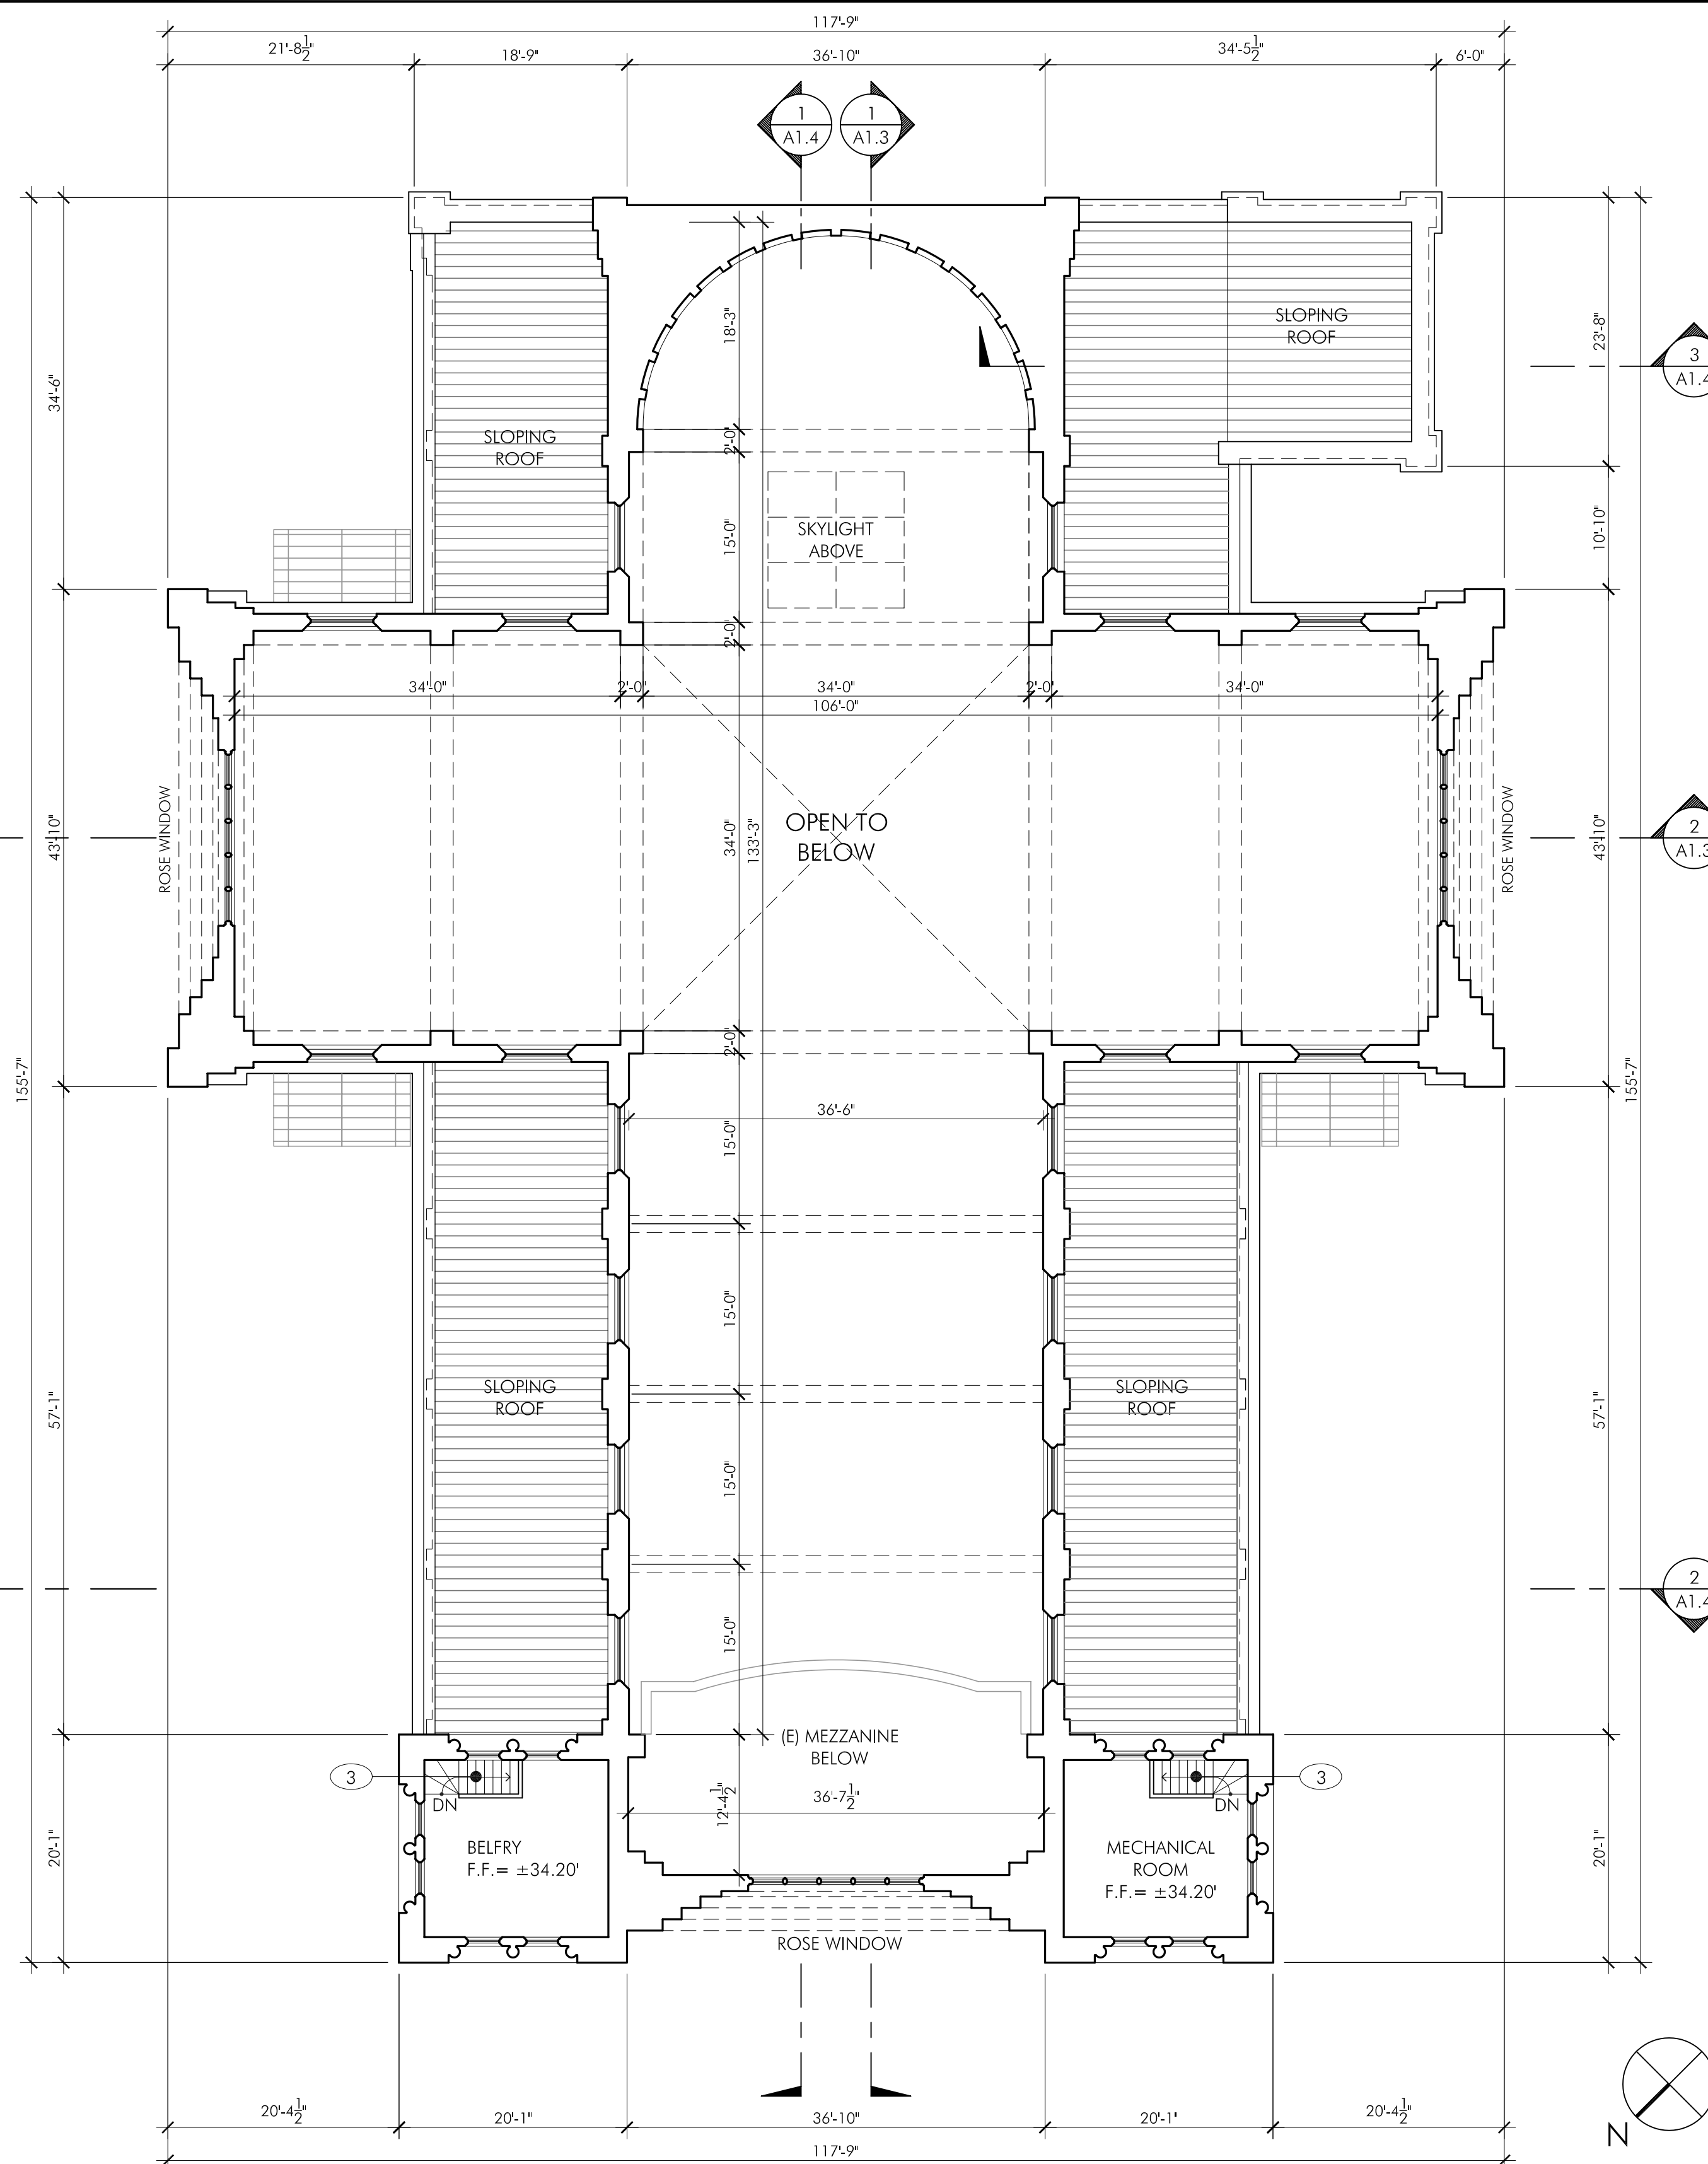 117'-9"
21'-8 1/2"
18'-9"
36'-10"
34'-5 1/2"
6'-0"
1
A1.4
1
A1.3
34'-6"
18'-3"
SLOPING
ROOF
23'-8"
3
A1.4
SLOPING
ROOF
2'-0"
15'-0"
SKYLIGHT
ABOVE
10'-10"
2'-0"
34'-0"
2'-0"
34'-0"
2'-0"
34'-0"
106'-0"
43'-10"
ROSE WINDOW
34'-0"
133'-3"
OPEN TO
BELOW
ROSE WINDOW
43'-10"
2
A1.3
155'-7"
2'-0"
155'-7"
36'-6"
15'-0"
15'-0"
57'-1"
SLOPING
ROOF
SLOPING
ROOF
57'-1"
15'-0"
2
A1.4
15'-0"
(E) MEZZANINE
BELOW
3
DN
12'-4 1/2"
36'-7 1/2"
DN
3
20'-1"
BELFRY
F.F.= ±34.20'
MECHANICAL
ROOM
F.F.= ±34.20'
20'-1"
ROSE WINDOW
N
20'-4 1/2"
20'-1"
36'-10"
20'-1"
20'-4 1/2"
117'-9"